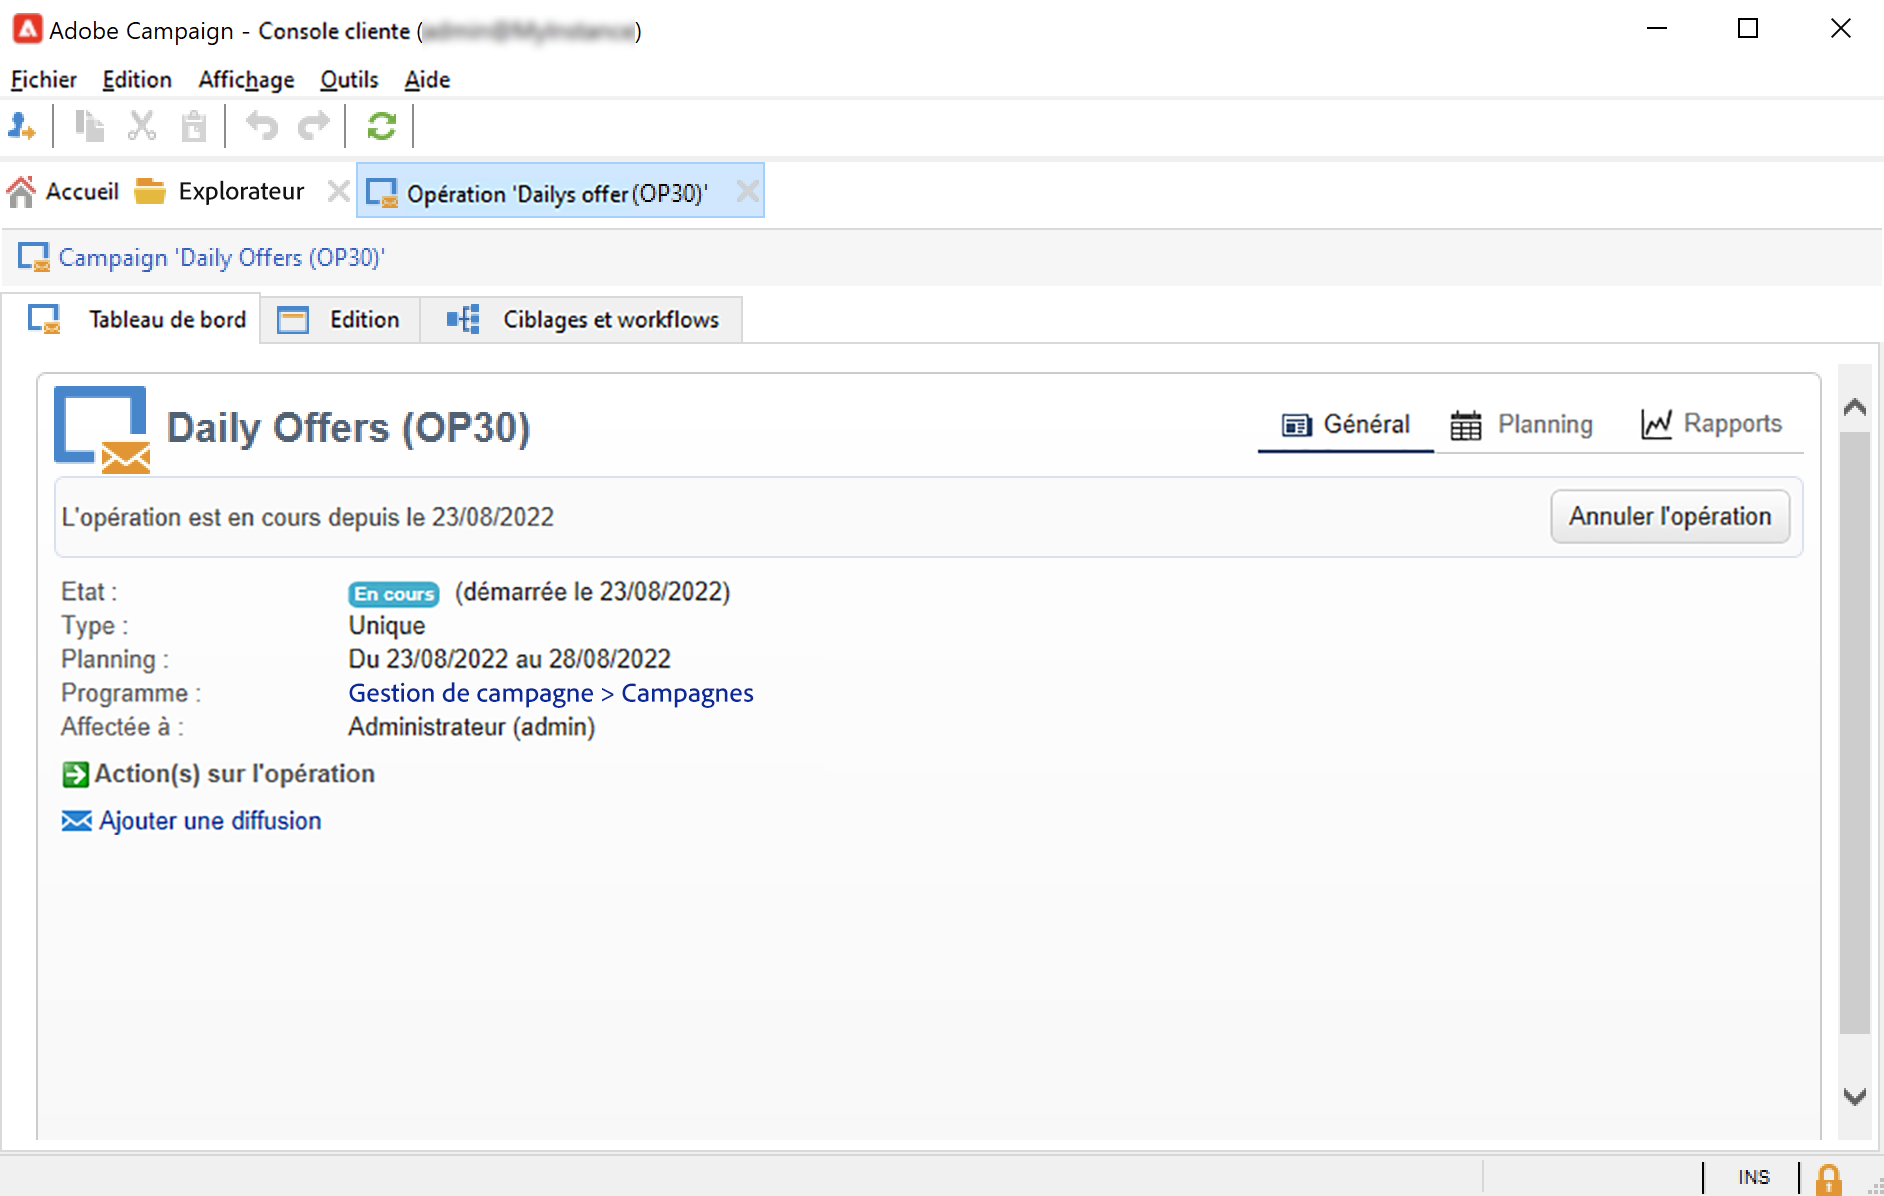 Adobe Campaign - Console cliente ( )
Fichier Edition Affichage Outils Aide
Accueil Explorateur Opération 'Dailys offer (OP30)'
Campaign 'Daily Offers (OP30)'
Tableau de bord Edition Ciblages et workflows
Daily Offers (OP30) Général Planning Rapports
L'opération est en cours depuis le 23/08/2022 Annuler l'opération
Etat : En cours (démarrée le 23/08/2022)
Type : Unique
Planning : Du 23/08/2022 au 28/08/2022
Programme : Gestion de campagne > Campagnes
Affectée à : Administrateur (admin)
Action(s) sur l'opération
Ajouter une diffusion
INS